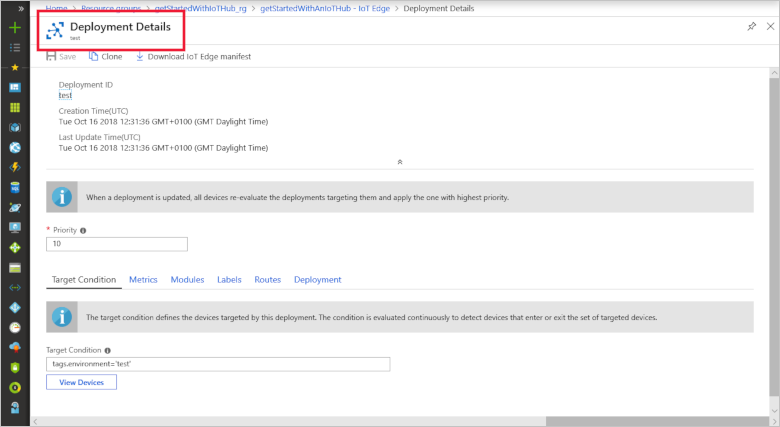 Home > Resource groups > getStartedWithIoTHub_rg > getStartedWithAnIoTHub - IoT Edge > Deployment Details
Deployment Details
test
Save Clone Download IoT Edge manifest
Deployment ID
test
Creation Time(UTC)
Tue Oct 16 2018 12:31:36 GMT+0100 (GMT Daylight Time)
Last Update Time(UTC)
Tue Oct 16 2018 12:31:36 GMT+0100 (GMT Daylight Time)
When a deployment is updated, all devices re-evaluate the deployments targeting them and apply the one with highest priority.
* Priority
10
Target Condition Metrics Modules Labels Routes Deployment
The target condition defines the devices targeted by this deployment. The condition is evaluated continuously to detect devices that enter or exit the set of targeted devices.
Target Condition
tags.environment='test'
View Devices